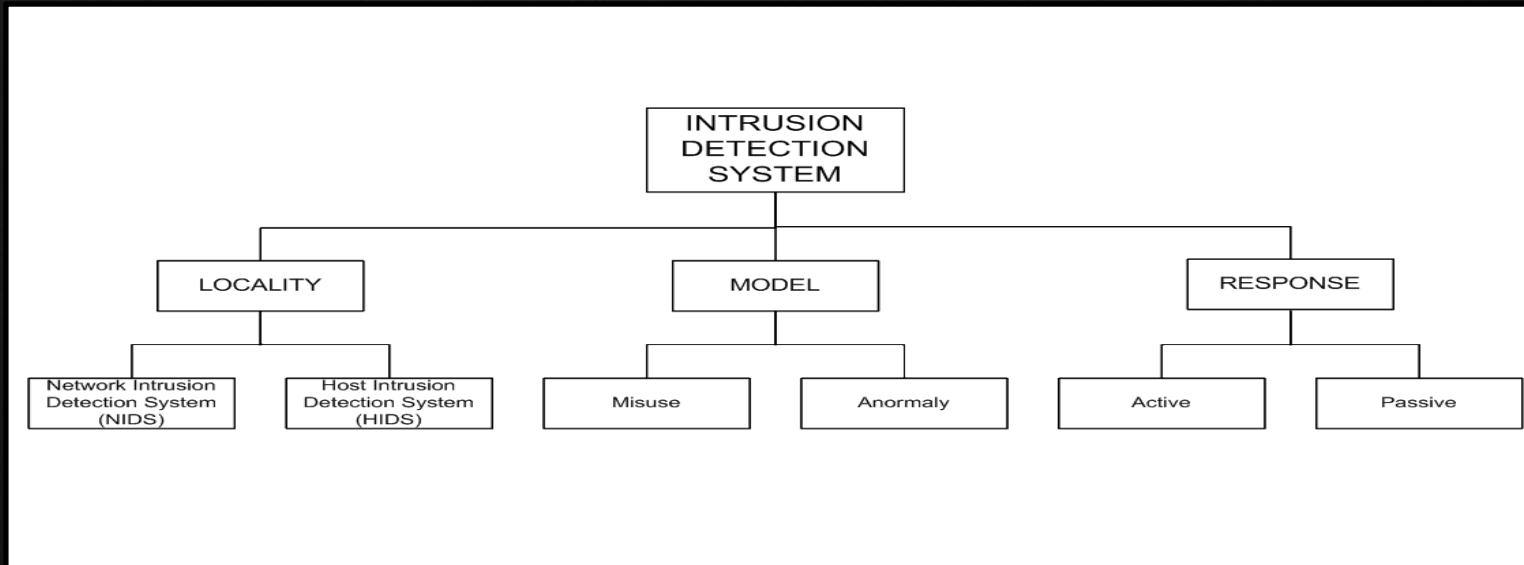 INTRUSION
DETECTION
SYSTEM
LOCALITY
MODEL
RESPONSE
Network Intrusion
Detection System
(NIDS)
Host Intrusion
Detection System
(HIDS)
Misuse
Anormaly
Active
Passive